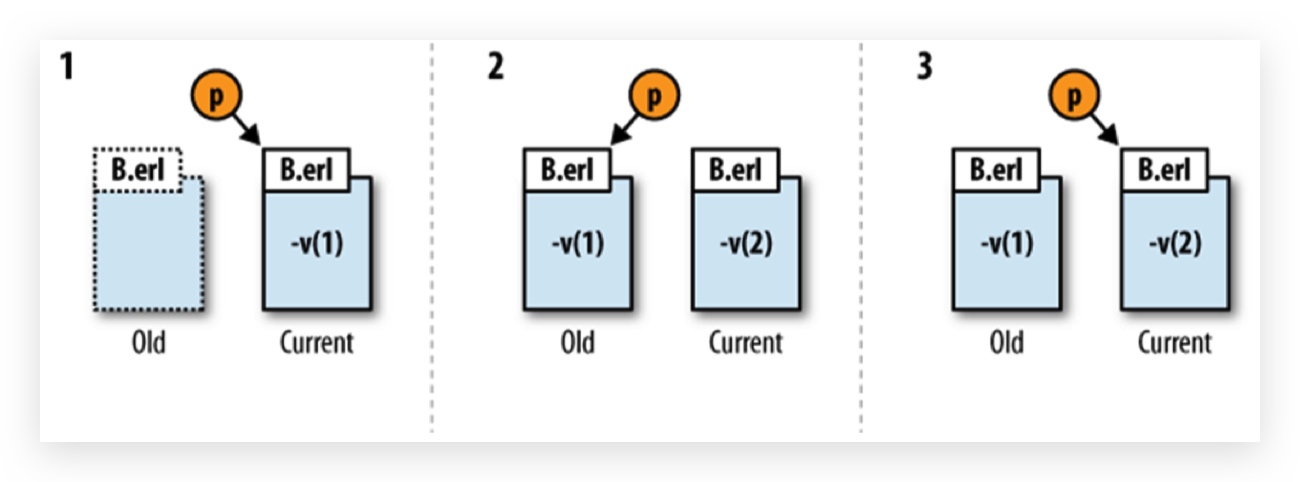 1
p
B.erl
B.erl
-v(1)
Old
Current
2
p
B.erl
B.erl
-v(1)
-v(2)
Old
Current
3
p
B.erl
B.erl
-v(1)
-v(2)
Old
Current